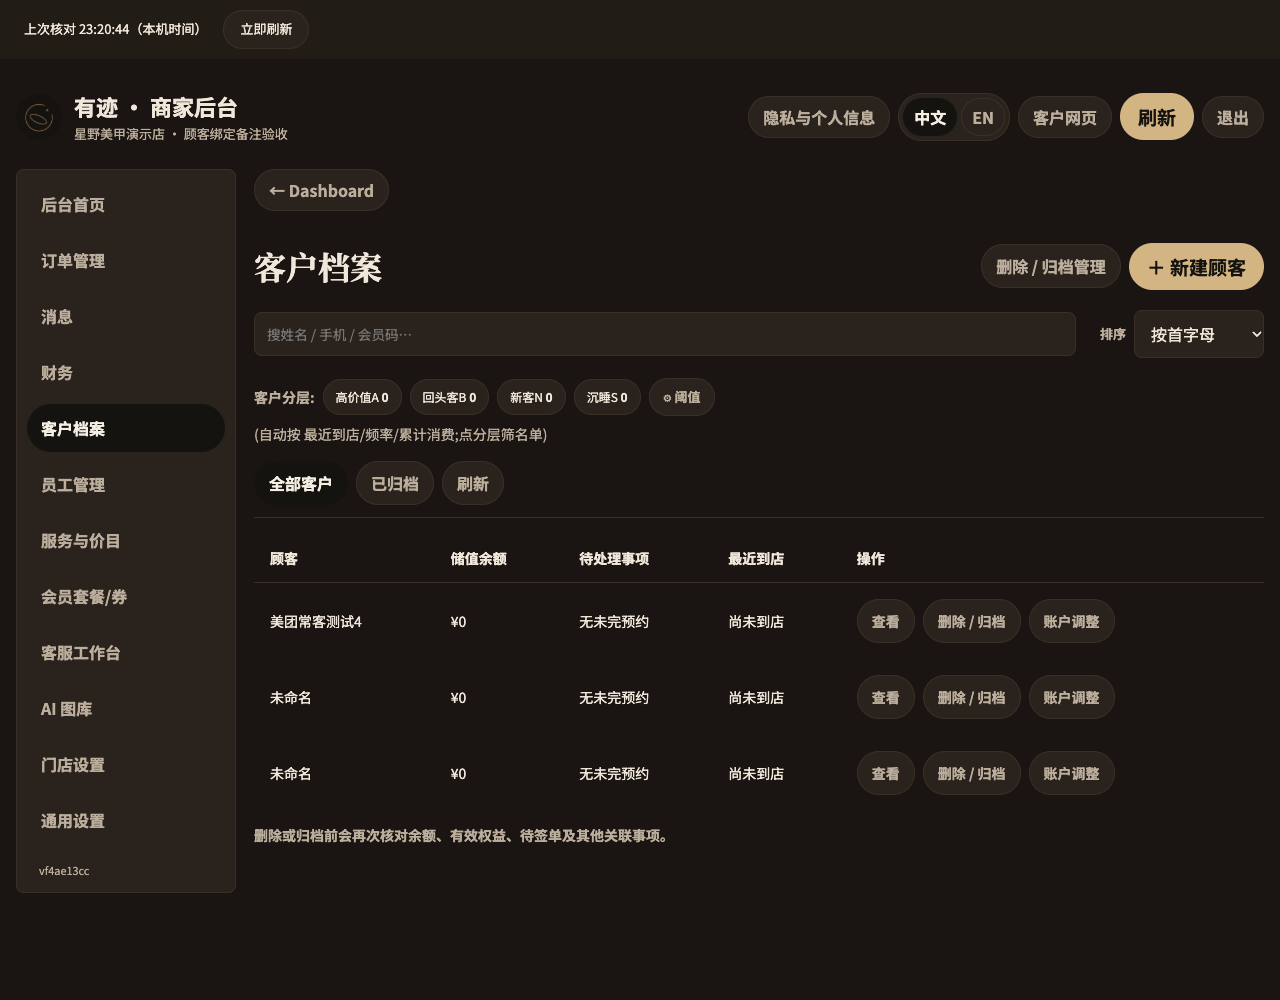 上次核对 23:20:44（本机时间） 立即刷新
有迹 · 商家后台
星野美甲演示店 · 顾客绑定备注验收
隐私与个人信息 中文 EN 客户网页 刷新 退出
后台首页
订单管理
消息
财务
客户档案
员工管理
服务与价目
会员套餐/券
客服工作台
AI 图库
门店设置
通用设置
vf4ae13cc
← Dashboard
客户档案
删除 / 归档管理 ＋ 新建顾客
搜姓名 / 手机 / 会员码… 排序 按首字母
客户分层: 高价值A 0 回头客B 0 新客N 0 沉睡S 0 ⚙ 阈值
(自动按 最近到店/频率/累计消费;点分层筛名单)
全部客户 已归档 刷新
顾客 储值余额 待处理事项 最近到店 操作
美团常客测试4 ¥0 无未完预约 尚未到店 查看 删除 / 归档 账户调整
未命名 ¥0 无未完预约 尚未到店 查看 删除 / 归档 账户调整
未命名 ¥0 无未完预约 尚未到店 查看 删除 / 归档 账户调整
删除或归档前会再次核对余额、有效权益、待签单及其他关联事项。